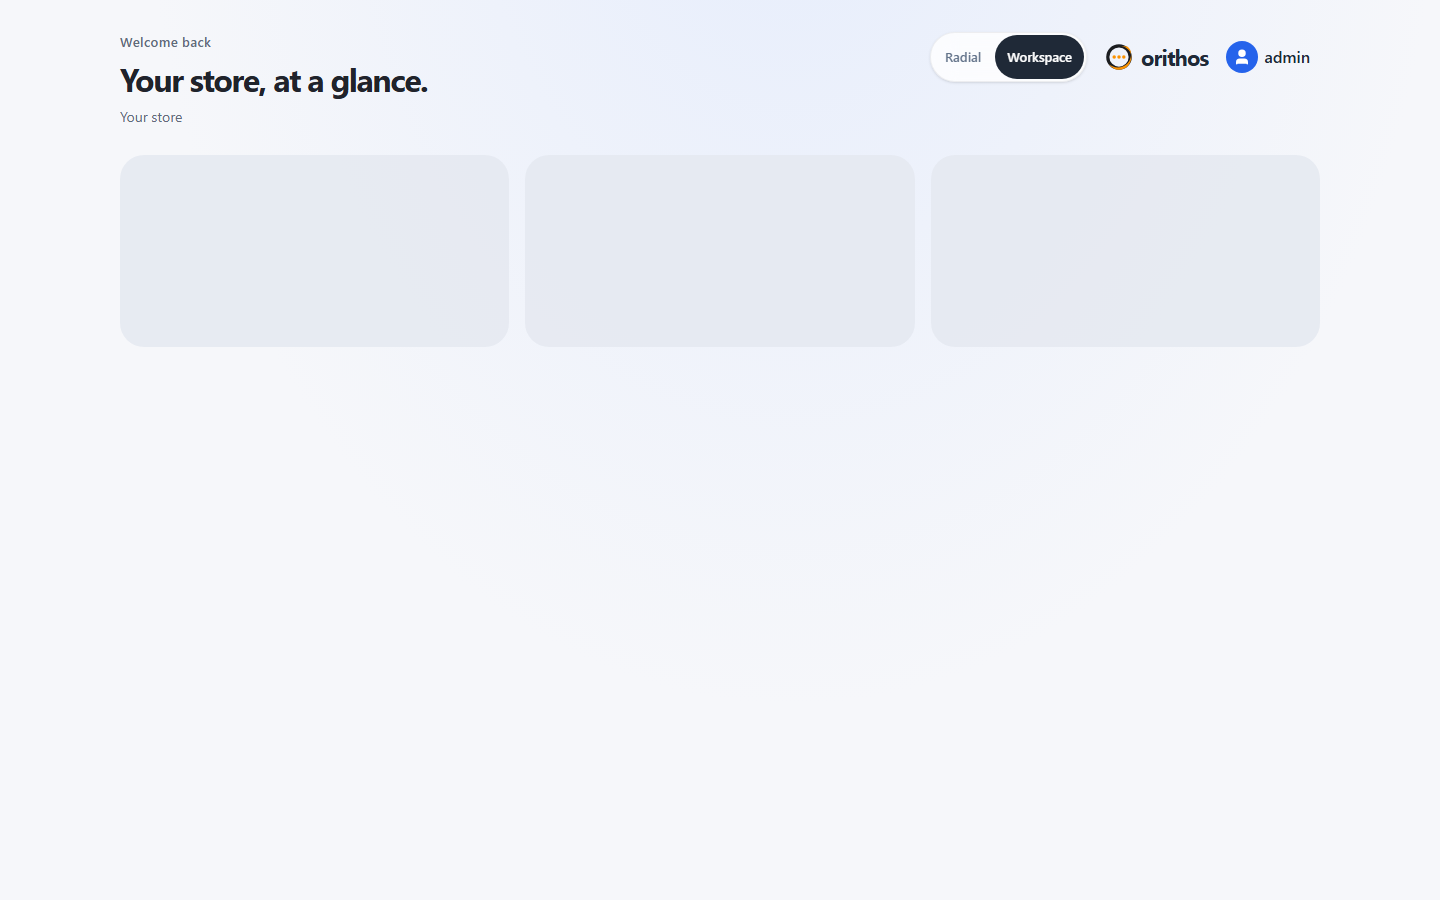 Welcome back
Your store, at a glance.
Your store
Radial
Workspace
orithos
admin